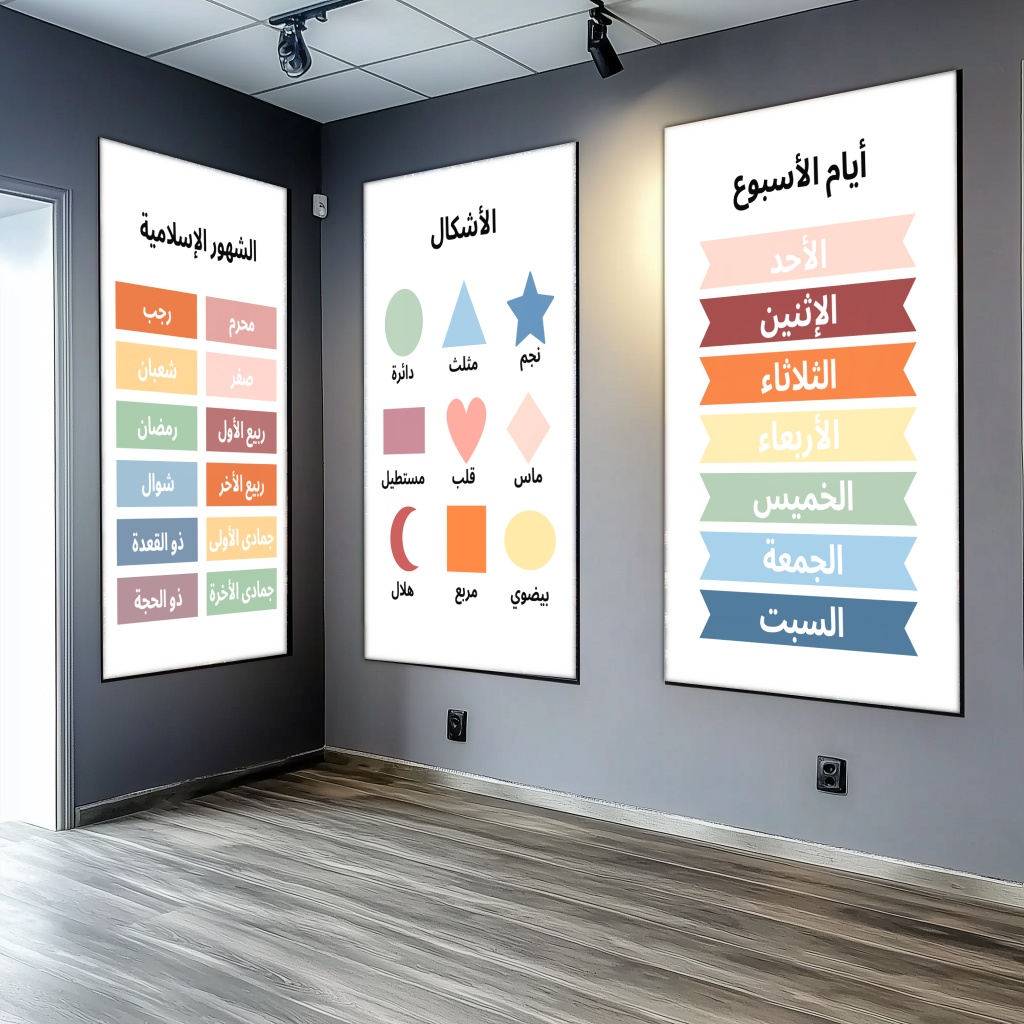 الشهور الإسلامية
محرم
رجب
صفر
شعبان
ربيع الأول
رمضان
ربيع الأخر
شوال
جمادى الأولى
ذو القعدة
جمادى الأخرة
ذو الحجة
الأشكال
نجم
مثلث
دائرة
ماس
قلب
مستطيل
بيضوي
مربع
هلال
أيام الأسبوع
الأحد
الإثنين
الثلاثاء
الأربعاء
الخميس
الجمعة
السبت